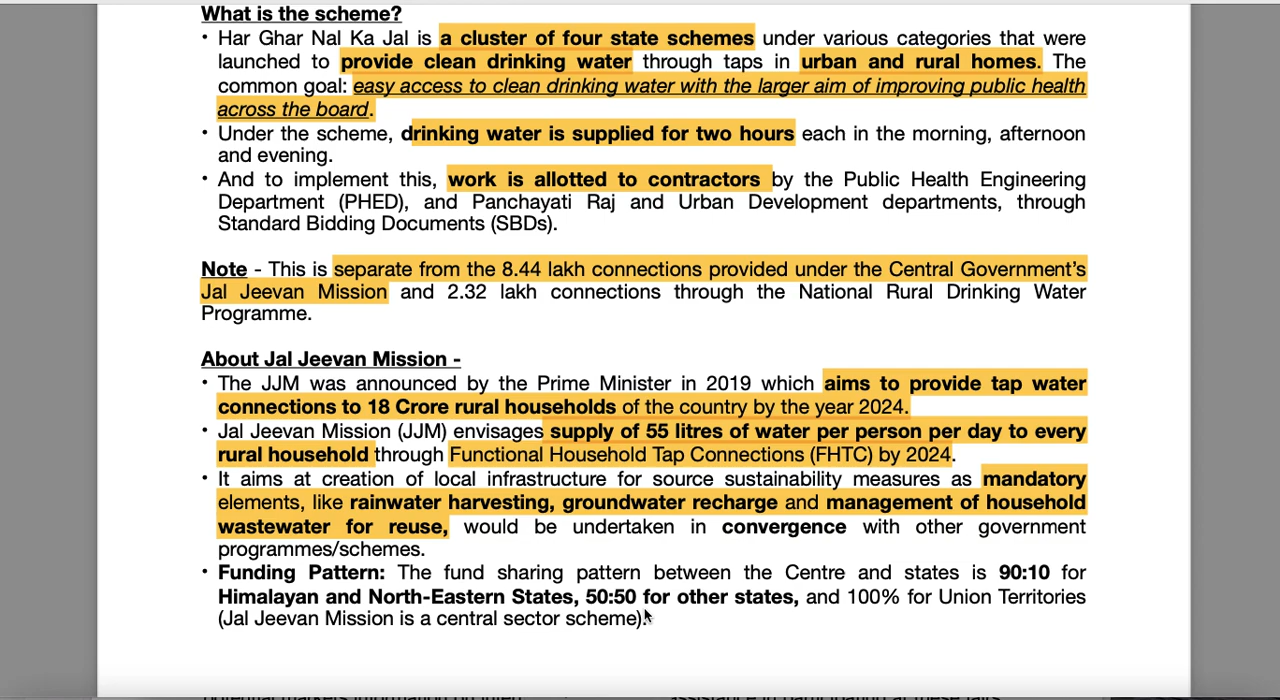 What is the scheme?
• Har Ghar Nal Ka Jal is a cluster of four state schemes under various categories that were
launched to provide clean drinking water through taps in urban and rural homes. The
common goal: easy access to clean drinking water with the larger aim of improving public health
across the board.
• Under the scheme, drinking water is supplied for two hours each in the morning, afternoon
and evening.
• And to implement this, work is allotted to contractors by the Public Health Engineering
Department (PHED), and Panchayati Raj and Urban Development departments, through
Standard Bidding Documents (SBDs).
Note - This is separate from the 8.44 lakh connections provided under the Central Government's
Jal Jeevan Mission and 2.32 lakh connections through the National Rural Drinking Water
Programme.
About Jal Jeevan Mission -
• The JJM was announced by the Prime Minister in 2019 which aims to provide tap water
connections to 18 Crore rural households of the country by the year 2024.
• Jal Jeevan Mission (JJM) envisages supply of 55 litres of water per person per day to every
rural household through Functional Household Tap Connections (FHTC) by 2024.
• It aims at creation of local infrastructure for source sustainability measures as mandatory
elements, like rainwater harvesting, groundwater recharge and management of household
wastewater for reuse, would be undertaken in convergence with other government
programmes/schemes.
• Funding Pattern: The fund sharing pattern between the Centre and states is 90:10 for
Himalayan and North-Eastern States, 50:50 for other states, and 100% for Union Territories
(Jal Jeevan Mission is a central sector scheme).